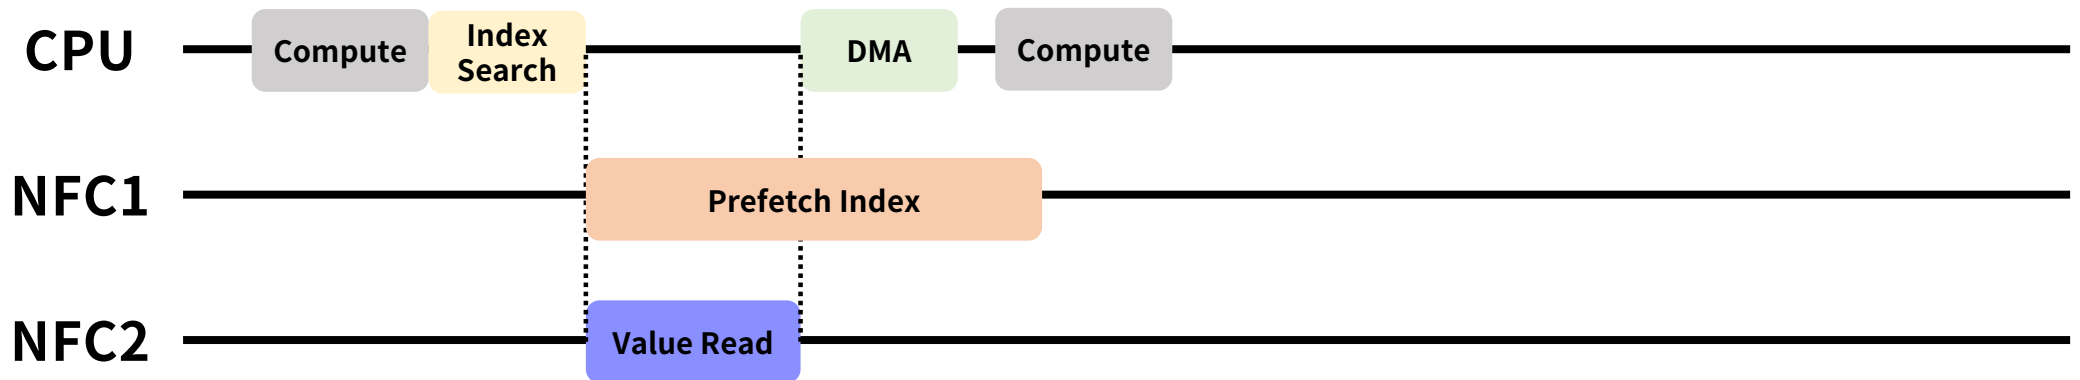 CPU
Compute
Index
Search
DMA
Compute
NFC1
Prefetch Index
NFC2
Value Read